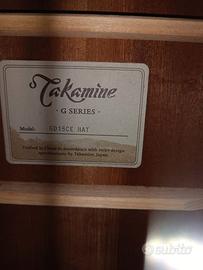 Takamine
· G SERIES ·
Model: GD15CE NAT
Crafted in China in accordance with strict design
specifications by Takamine, Japan.
subito